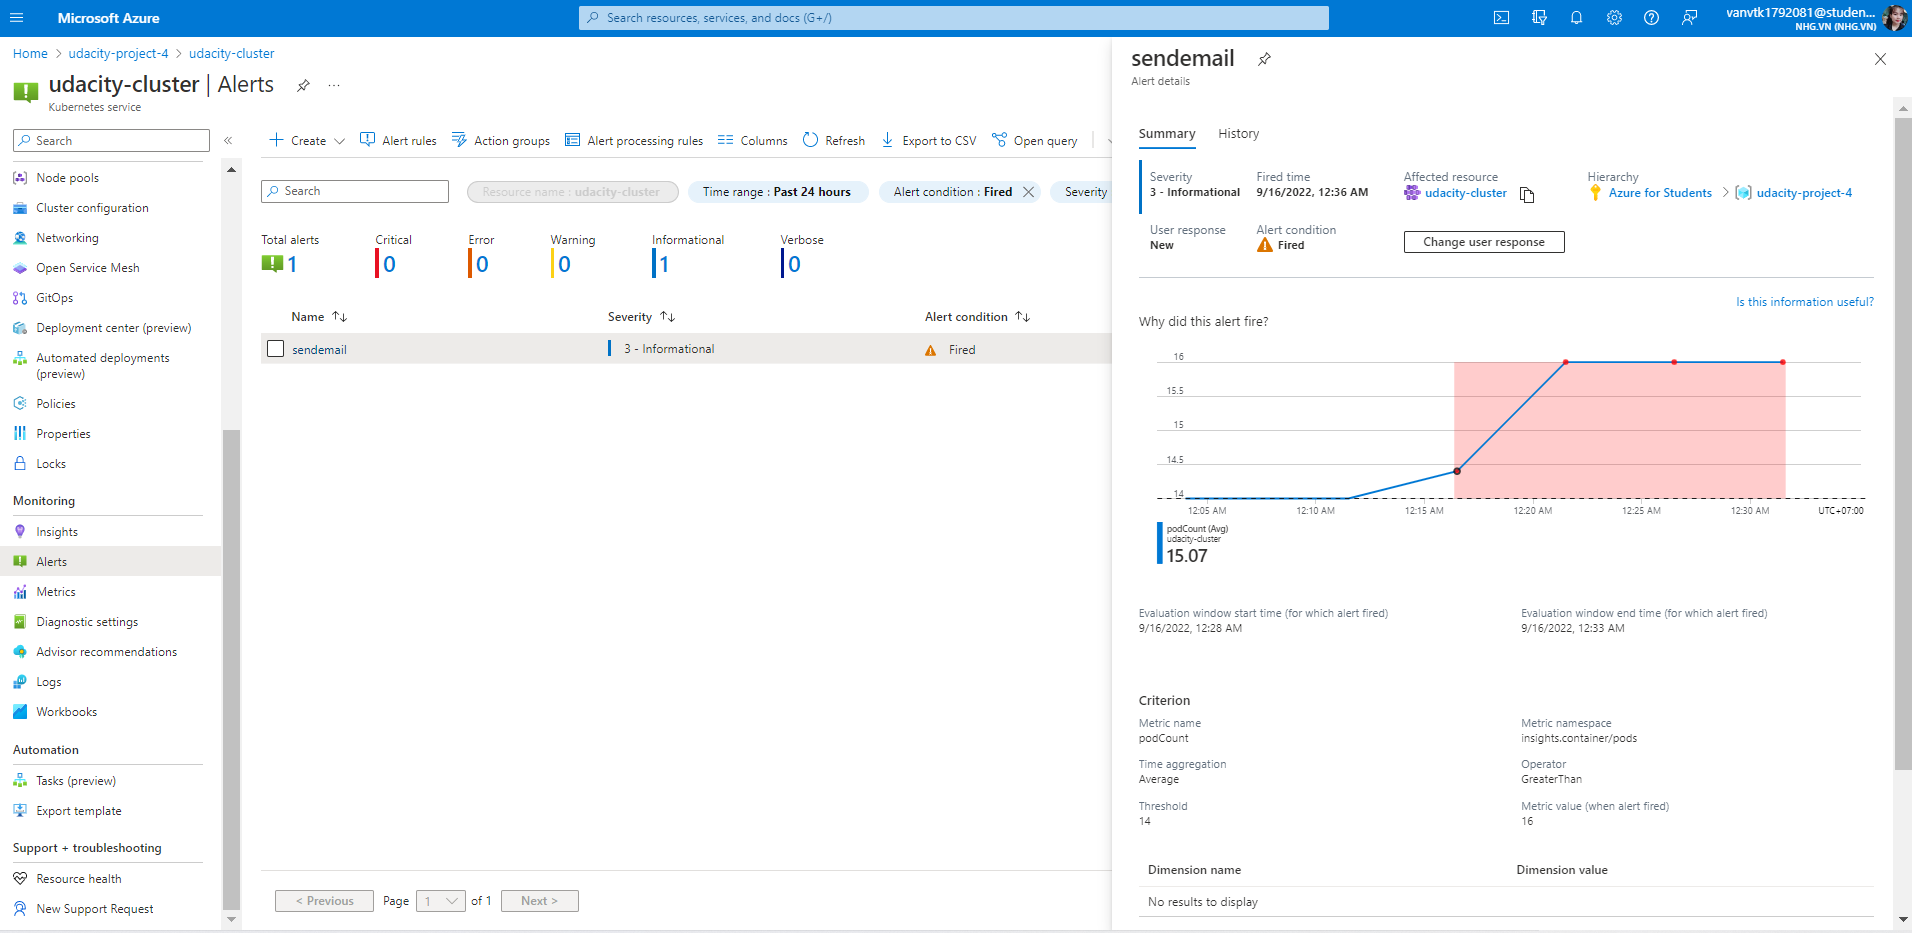 Microsoft Azure
Search resources, services, and docs (G+/)
vanvtk1792081@studen...
NHG.VN (NHG.VN)
Home > udacity-project-4 > udacity-cluster
udacity-cluster | Alerts
...
Kubernetes service
Search
«
Node pools
Cluster configuration
Networking
Open Service Mesh
GitOps
Deployment center (preview)
Automated deployments
(preview)
Policies
Properties
Locks
Monitoring
Insights
Alerts
Metrics
Diagnostic settings
Advisor recommendations
Logs
Workbooks
Automation
Tasks (preview)
Export template
Support + troubleshooting
Resource health
New Support Request
Create
Alert rules
Action groups
Alert processing rules
Columns
Refresh
Export to CSV
Open query
Search
Resource name : udacity-cluster
Time range : Past 24 hours
Alert condition : Fired
Severity
Total alerts
1
Critical
0
Error
0
Warning
0
Informational
1
Verbose
0
Name
Severity
Alert condition
sendemail
3 - Informational
Fired
< Previous
Page
1
of 1
Next >
sendemail
Alert details
Summary
History
Severity
3 - Informational
Fired time
9/16/2022, 12:36 AM
Affected resource
udacity-cluster
Hierarchy
Azure for Students > udacity-project-4
User response
New
Alert condition
Fired
Change user response
Is this information useful?
Why did this alert fire?
16
15.5
15
14.5
14
12:05 AM
12:10 AM
12:15 AM
12:20 AM
12:25 AM
12:30 AM
UTC+07:00
podCount (Avg)
udacity-cluster
15.07
Evaluation window start time (for which alert fired)
9/16/2022, 12:28 AM
Evaluation window end time (for which alert fired)
9/16/2022, 12:33 AM
Criterion
Metric name
podCount
Metric namespace
insights.container/pods
Time aggregation
Average
Operator
GreaterThan
Threshold
14
Metric value (when alert fired)
16
Dimension name
Dimension value
No results to display